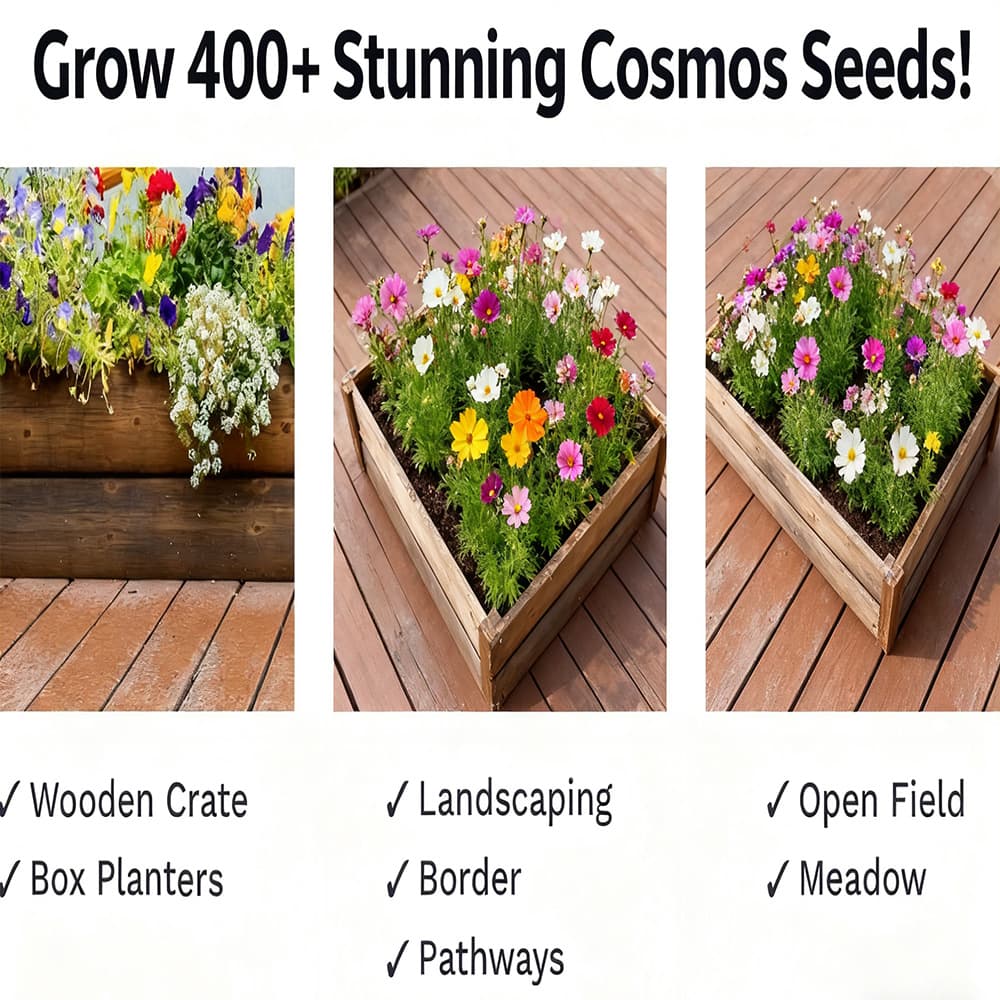 Grow 400+ Stunning Cosmos Seeds!
✓ Wooden Crate
✓ Box Planters
✓ Landscaping
✓ Border
✓ Pathways
✓ Open Field
✓ Meadow